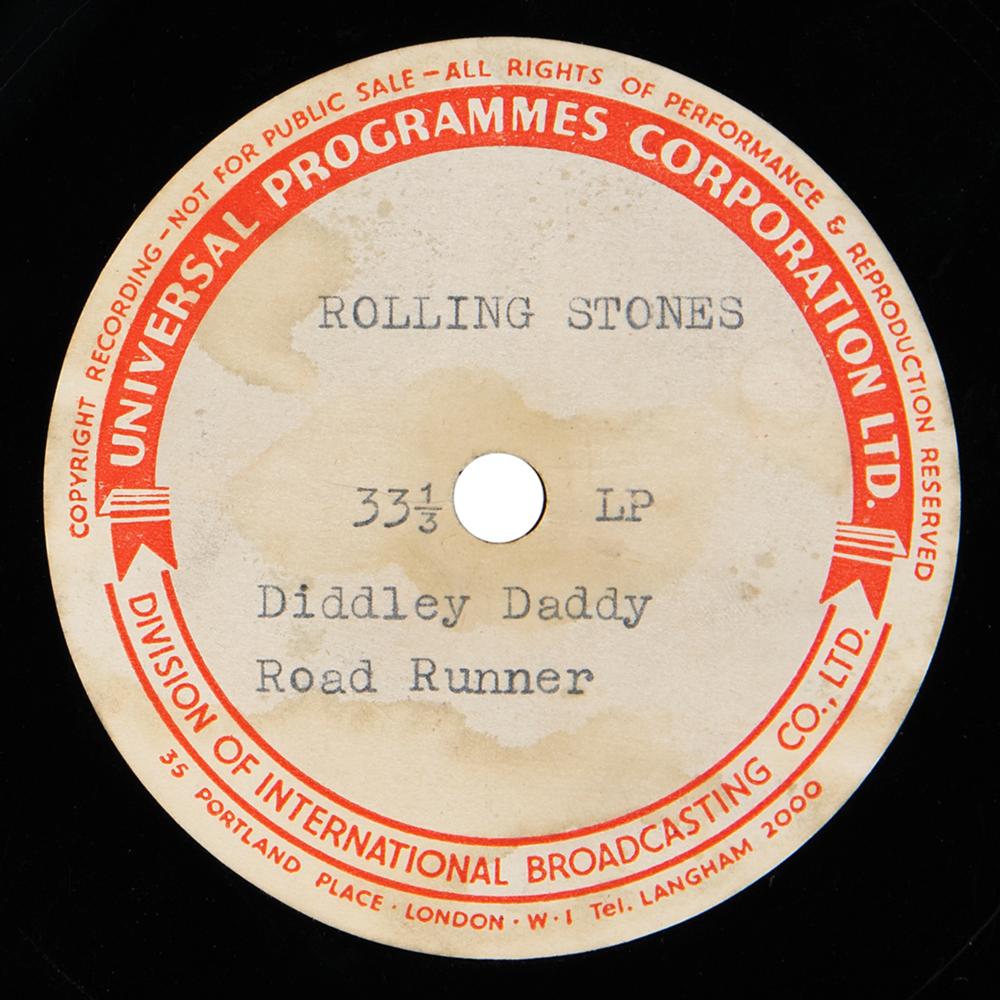 COPYRIGHT RECORDING – NOT FOR PUBLIC SALE – ALL RIGHTS OF PERFORMANCE & REPRODUCTION RESERVED
UNIVERSAL PROGRAMMES CORPORATION LTD.
ROLLING STONES
33⅓ LP
Diddley Daddy
Road Runner
DIVISION OF INTERNATIONAL BROADCASTING CO., LTD.
35 PORTLAND PLACE · LONDON · W·1 Tel. LANGHAM 2000